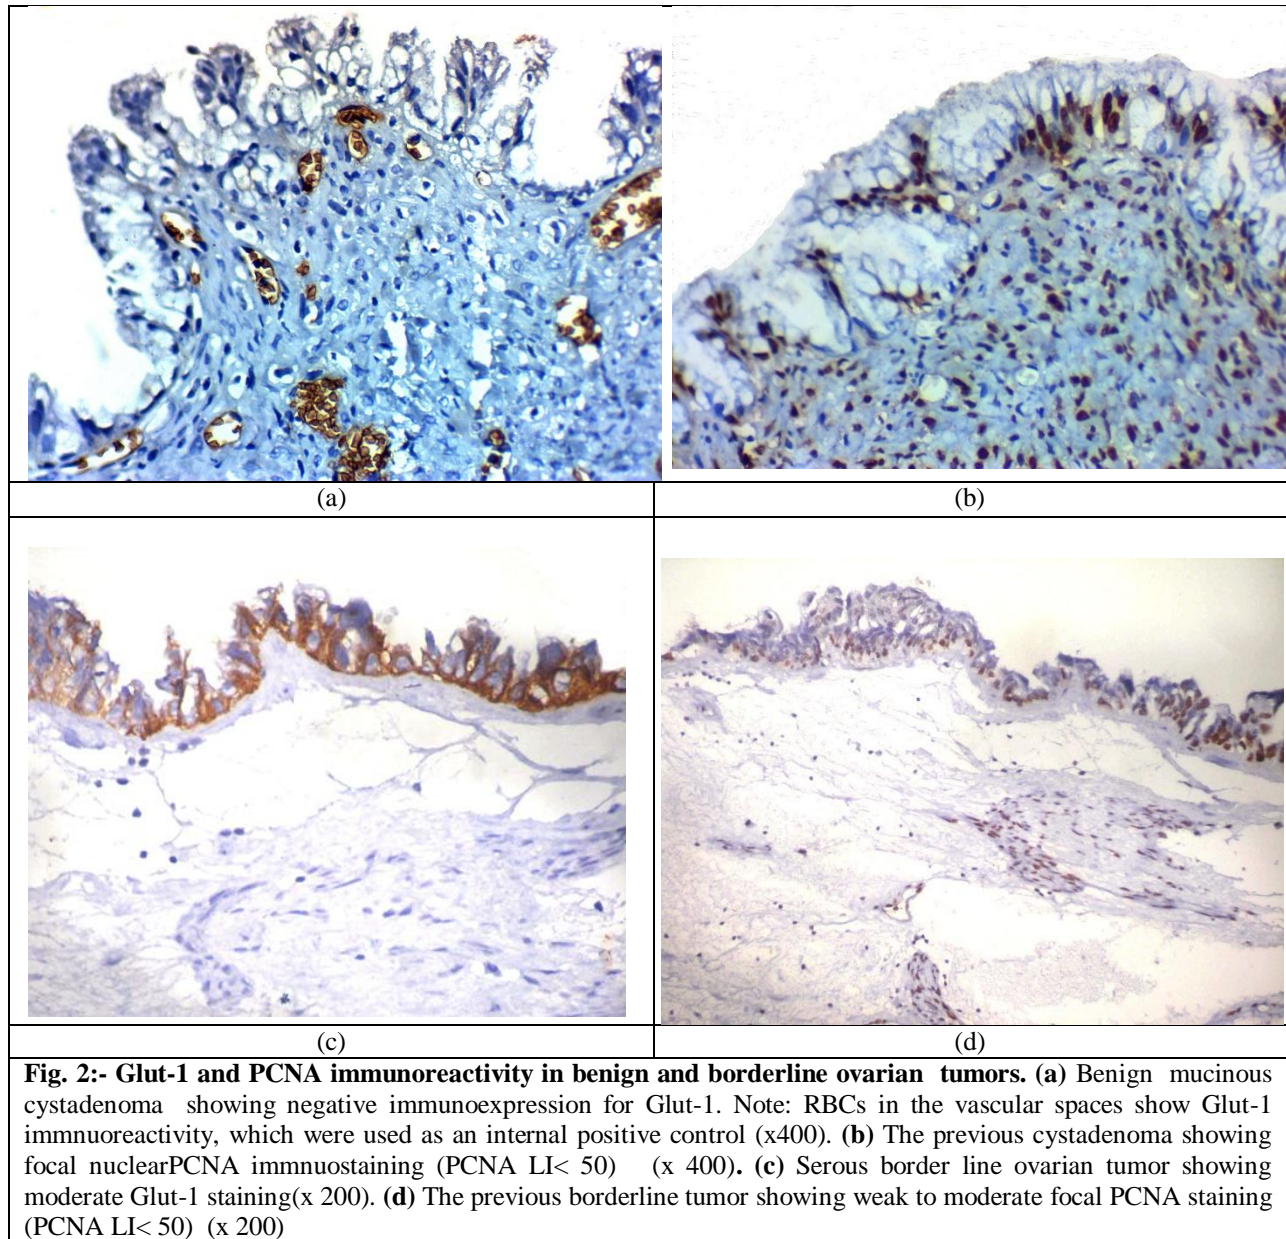 (a)
(b)
(c)
(d)
Fig. 2:- Glut-1 and PCNA immunoreactivity in benign and borderline ovarian tumors. (a) Benign mucinous
cystadenoma showing negative immunoexpression for Glut-1. Note: RBCs in the vascular spaces show Glut-1
immnuoreactivity, which were used as an internal positive control (x400). (b) The previous cystadenoma showing
focal nuclearPCNA immnuostaining (PCNA LI< 50) (x 400). (c) Serous border line ovarian tumor showing
moderate Glut-1 staining(x 200). (d) The previous borderline tumor showing weak to moderate focal PCNA staining
(PCNA LI< 50) (x 200)